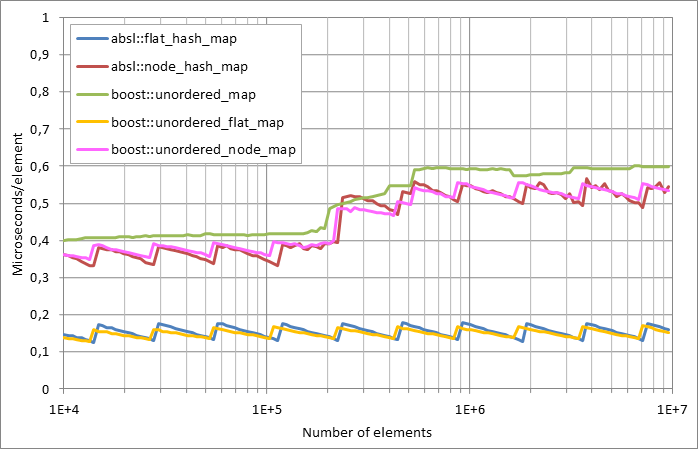 1
0,9
0,8
0,7
0,6
0,5
0,4
0,3
0,2
0,1
0
Microseconds/element
absl::flat_hash_map
absl::node_hash_map
boost::unordered_map
boost::unordered_flat_map
boost::unordered_node_map
1E+4 1E+5 1E+6 1E+7
Number of elements